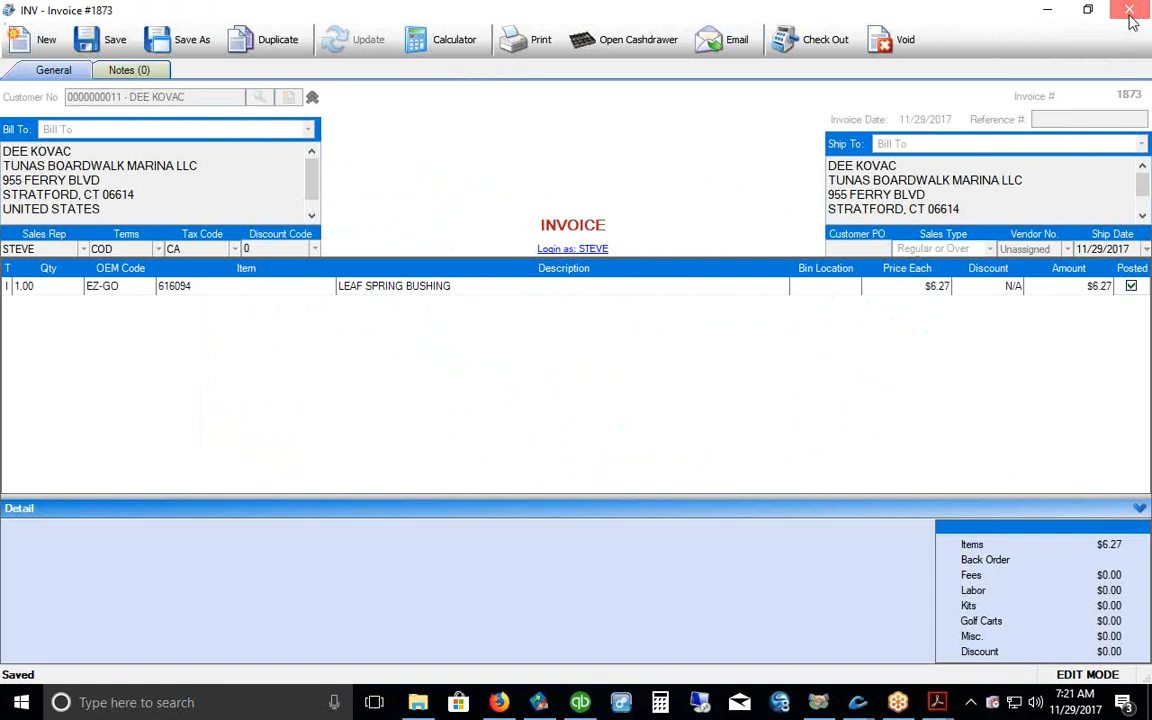 INV - Invoice #1873
New Save Save As Duplicate Update Calculator Print Open Cashdrawer Email Check Out Void
General Notes (0)
Customer No 0000000011 - DEE KOVAC
Invoice # 1873
Invoice Date: 11/29/2017 Reference #:
Bill To: Bill To
DEE KOVAC
TUNAS BOARDWALK MARINA LLC
955 FERRY BLVD
STRATFORD, CT 06614
UNITED STATES
Ship To: Bill To
DEE KOVAC
TUNAS BOARDWALK MARINA LLC
955 FERRY BLVD
STRATFORD, CT 06614
INVOICE
Login as: STEVE
Sales Rep Terms Tax Code Discount Code
STEVE COD CA 0
Customer PO Sales Type Vendor No. Ship Date
Regular or Over Unassigned 11/29/2017
T Qty OEM Code Item Description Bin Location Price Each Discount Amount Posted
I 1.00 EZ-GO 616094 LEAF SPRING BUSHING $6.27 N/A $6.27
Detail
Items $6.27
Back Order
Fees $0.00
Labor $0.00
Kits $0.00
Golf Carts $0.00
Misc. $0.00
Discount $0.00
Saved
EDIT MODE
Type here to search
7:21 AM
11/29/2017
3